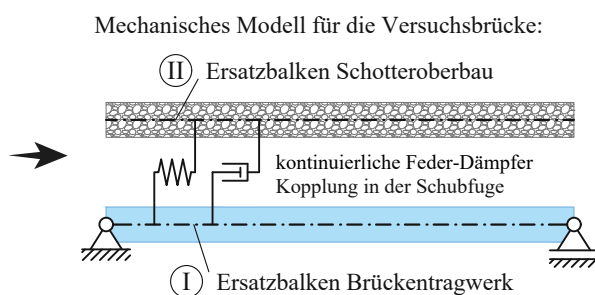 Mechanisches Modell für die Versuchsbrücke:
II Ersatzbalken Schotteroberbau
kontinuierliche Feder-Dämpfer
Kopplung in der Schubfuge
I Ersatzbalken Brückentragwerk